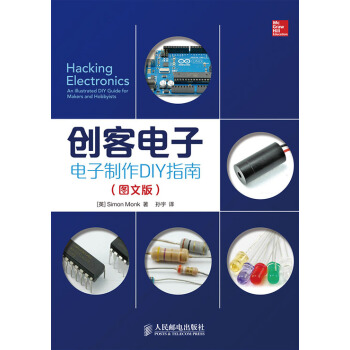 Mc
Graw
Hill
Education
Hacking
Electronics
An Illustrated DIY Guide for
Makers and Hobbyists
ARDUINO
创客电子
电子制作DIY指南
（图文版）
[英] Simon Monk 著 孙宇 译
人民邮电出版社
POSTS & TELECOM PRESS